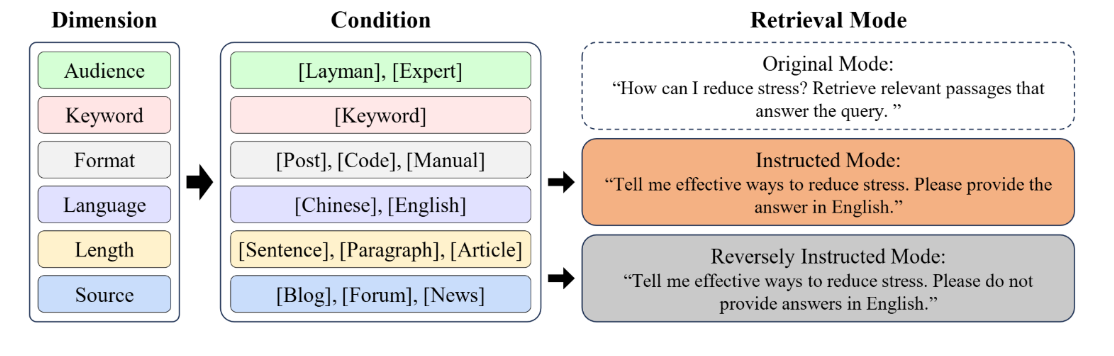 Dimension
Condition
Retrieval Mode
Audience
Keyword
Format
Language
Length
Source
[Layman], [Expert]
[Keyword]
[Post], [Code], [Manual]
[Chinese], [English]
[Sentence], [Paragraph], [Article]
[Blog], [Forum], [News]
Original Mode:
“How can I reduce stress? Retrieve relevant passages that
answer the query. ”
Instructed Mode:
“Tell me effective ways to reduce stress. Please provide the
answer in English.”
Reversely Instructed Mode:
“Tell me effective ways to reduce stress. Please do not
provide answers in English.”